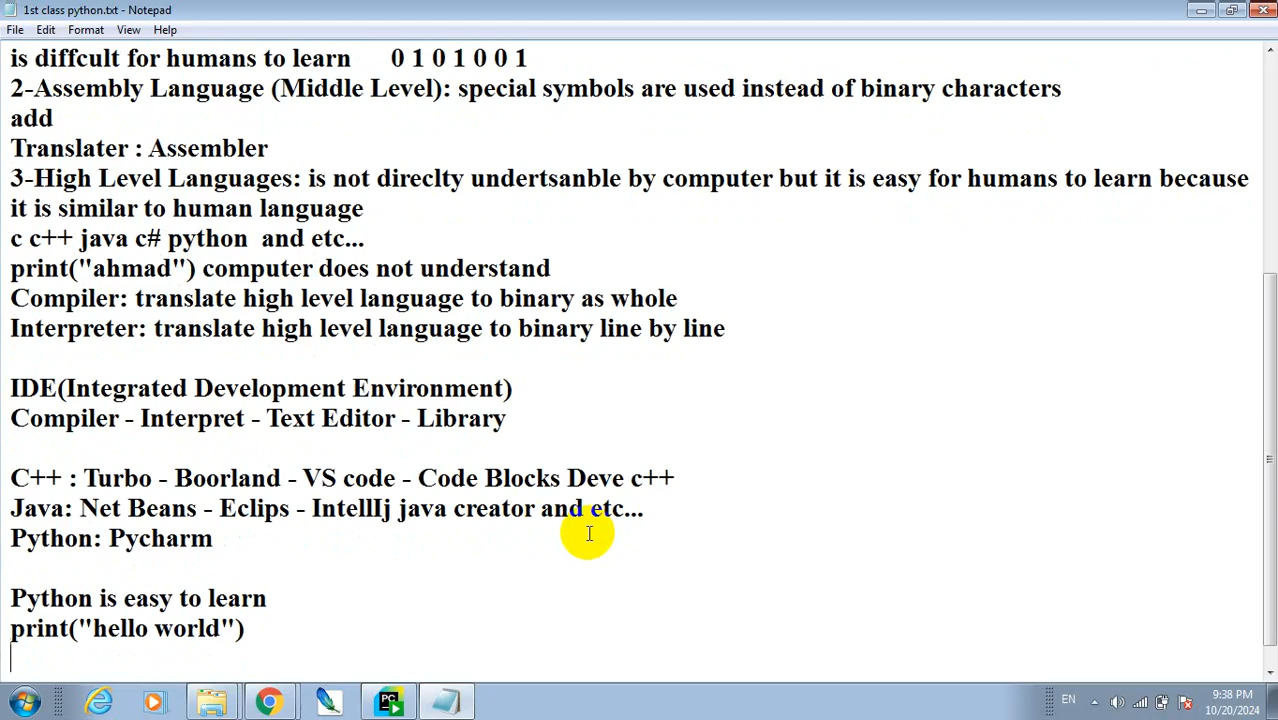 1st class python.txt - Notepad
File Edit Format View Help
is diffcult for humans to learn 0 1 0 1 0 0 1
2-Assembly Language (Middle Level): special symbols are used instead of binary characters
add
Translater : Assembler
3-High Level Languages: is not direclty undertsanble by computer but it is easy for humans to learn because
it is similar to human language
c c++ java c# python and etc...
print("ahmad") computer does not understand
Compiler: translate high level language to binary as whole
Interpreter: translate high level language to binary line by line
IDE(Integrated Development Environment)
Compiler - Interpret - Text Editor - Library
C++ : Turbo - Boorland - VS code - Code Blocks Deve c++
Java: Net Beans - Eclips - IntellIj java creator and etc...
Python: Pycharm
Python is easy to learn
print("hello world")
PC
EN
9:38 PM
10/20/2024